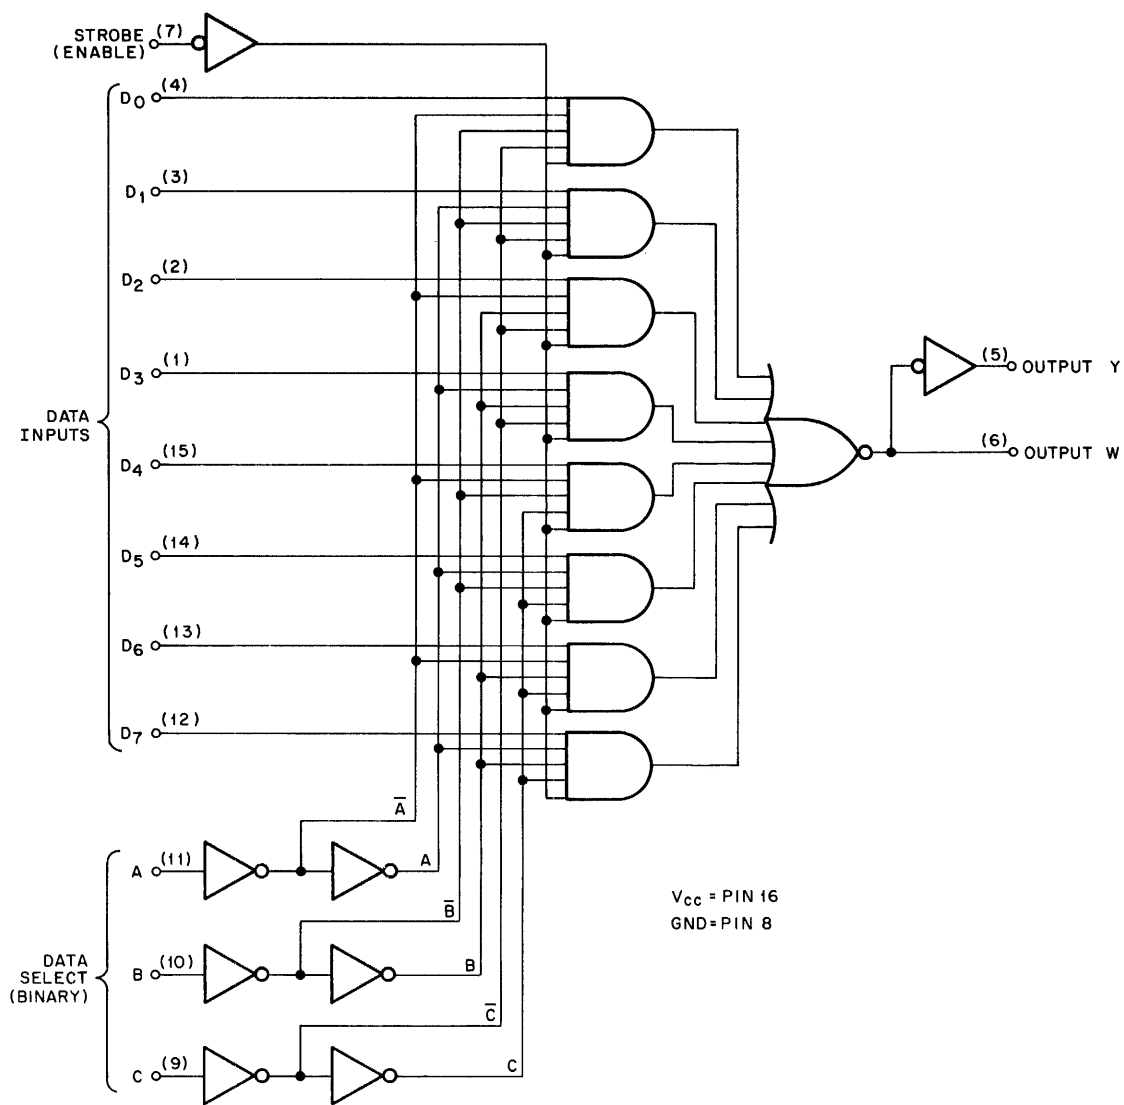 STROBE (7)
(ENABLE)
D0 (4)
D1 (3)
D2 (2)
D3 (1)
DATA
INPUTS
D4 (15)
D5 (14)
D6 (13)
D7 (12)
(5) OUTPUT Y
(6) OUTPUT W
A̅
A (11)
A
B̅
DATA
SELECT
(BINARY)
B (10)
B
C̅
C (9)
C
VCC = PIN 16
GND=PIN 8